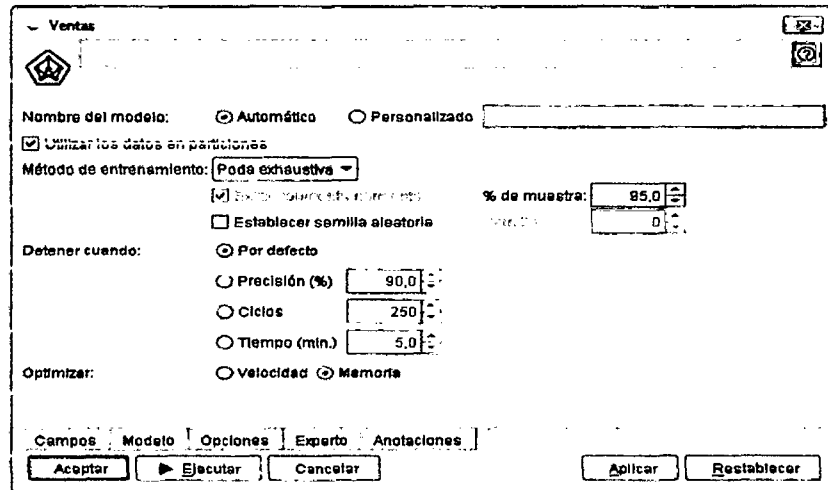 Ventas
Nombre del modelo: Automático Personalizado
Utilizar los datos en particiones
Método de entrenamiento: Poda exhaustiva
% de muestra: 95,0
Establecer semilla aleatoria 0
Detener cuando: Por defecto
Precisión (%) 90,0
Ciclos 250
Tiempo (min.) 5,0
Optimizar: Velocidad Memoria
Campos Modelo Opciones Experto Anotaciones
Aceptar Ejecutar Cancelar Aplicar Restablecer